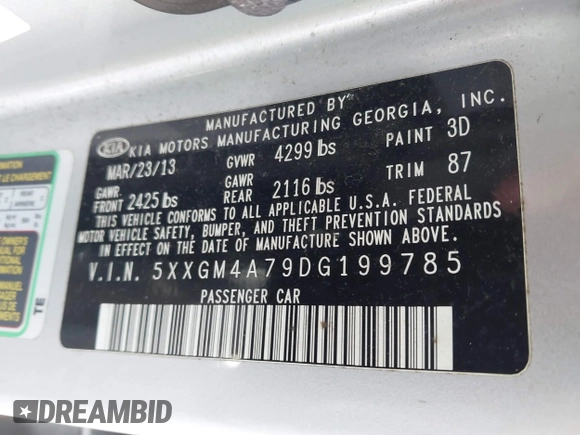 MANUFACTURED BY
KIA KIA MOTORS MANUFACTURING GEORGIA, INC.
MAR/23/13 GVWR 4299 lbs PAINT 3D
GAWR FRONT 2425 lbs GAWR REAR 2116 lbs TRIM 87
THIS VEHICLE CONFORMS TO ALL APPLICABLE U.S.A. FEDERAL
MOTOR VEHICLE SAFETY, BUMPER, AND THEFT PREVENTION STANDARDS
IN EFFECT ON THE DATE OF MANUFACTURE SHOWN ABOVE.
V.I.N. 5XXGM4A79DG199785
PASSENGER CAR
TE
DREAMBID